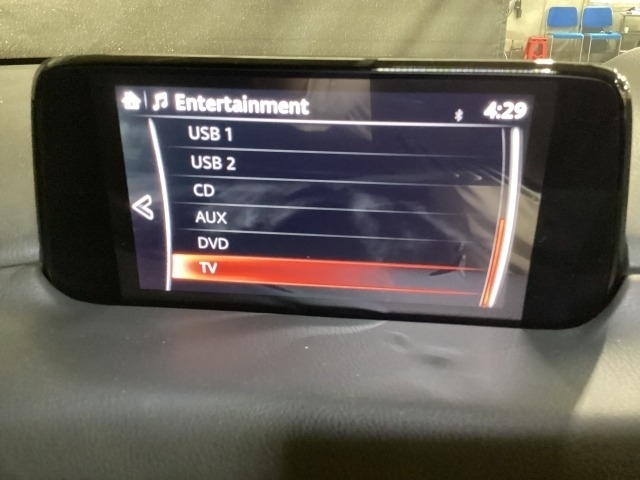 Entertainment
4:29
USB 1
USB 2
CD
AUX
DVD
TV